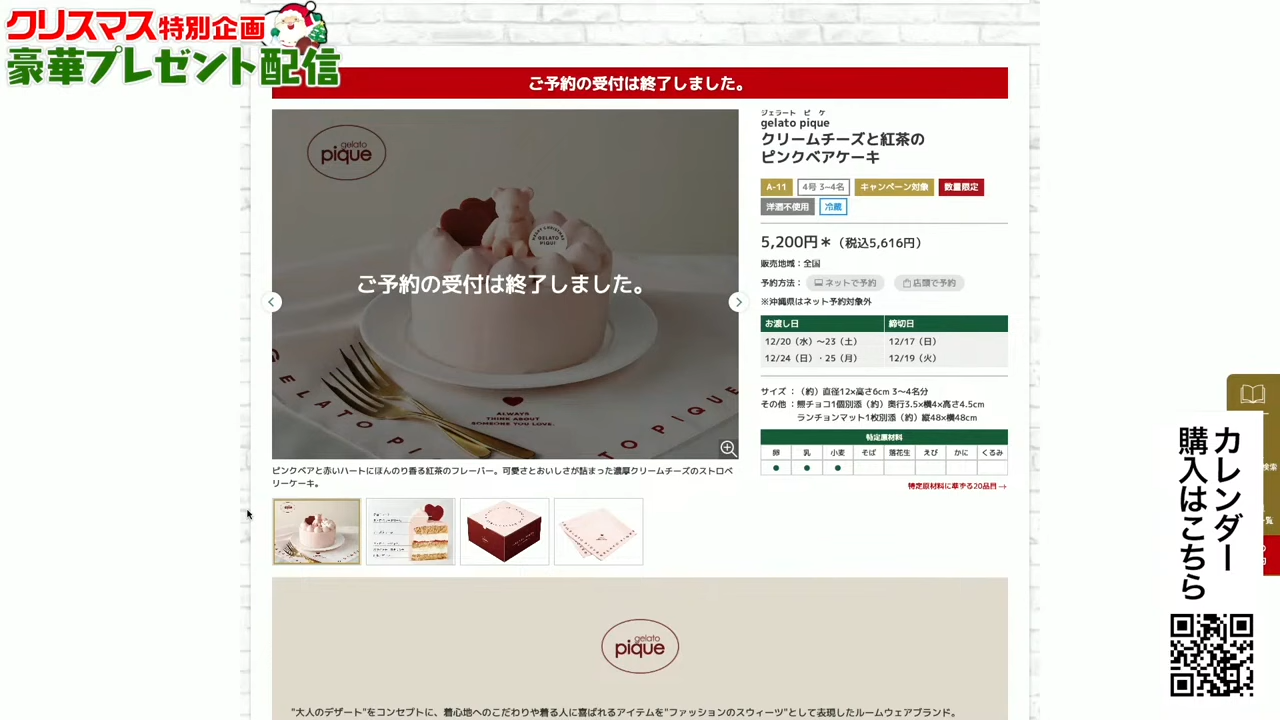 クリスマス特別企画
豪華プレゼント配信
ご予約の受付は終了しました。
gelato
pique
ご予約の受付は終了しました。
HAPPY CHRISTMAS
GELATO
PIQUE
GELATO PIQUE
ALWAYS
THINK ABOUT
SOMEONE YOU LOVE.
ジェラート ピケ
gelato pique
クリームチーズと紅茶の
ピンクベアケーキ
A-11 4号 3~4名 キャンペーン対象 数量限定
洋酒不使用 冷蔵
5,200円＊（税込5,616円）
販売地域：全国
予約方法： ネットで予約 店頭で予約
※沖縄県はネット予約対象外
お渡し日 締切日
12/20（水）～23（土） 12/17（日）
12/24（日）・25（月） 12/19（火）
サイズ ：（約）直径12×高さ6cm 3～4名分
その他 ：熊チョコ1個別添（約）奥行3.5×横4×高さ4.5cm
ランチョンマット1枚別添（約）縦48×横48cm
特定原材料
卵 乳 小麦 そば 落花生 えび かに くるみ
● ● ●
特定原材料に準ずる20品目 →
ピンクベアと赤いハートにほんのり香る紅茶のフレーバー。可愛さとおいしさが詰まった濃厚クリームチーズのストロベ
リーケーキ。
gelato
pique
"大人のデザート"をコンセプトに、着心地へのこだわりや着る人に喜ばれるアイテムを"ファッションのスウィーツ"として表現したルームウェアブランド。
カレンダー
購入はこちら